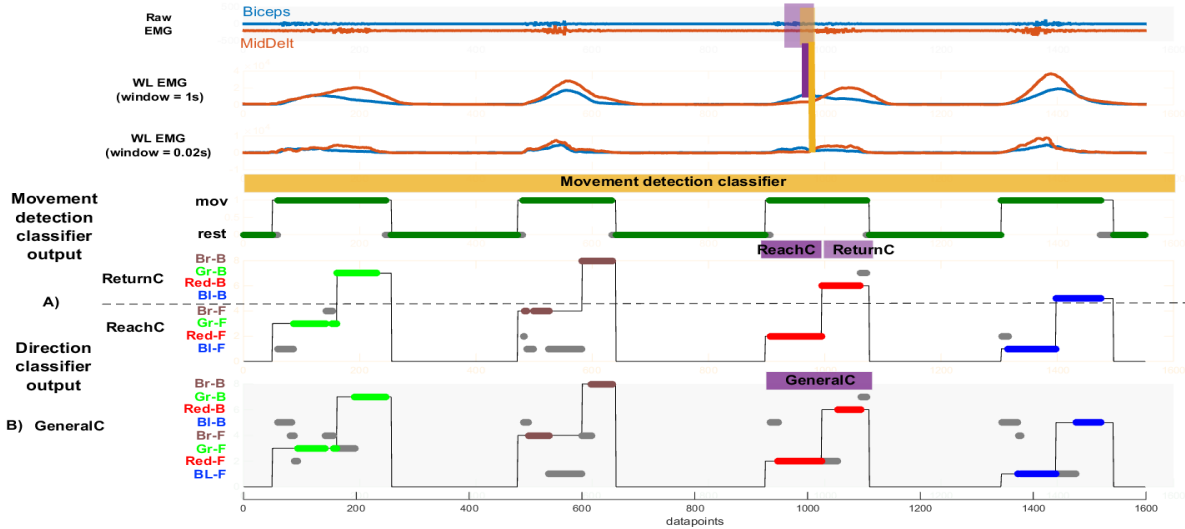 Raw
EMG
Biceps
MidDelt
WL EMG
(window = 1s)
WL EMG
(window = 0.02s)
Movement detection classifier
Movement
detection
classifier
output
mov
rest
ReachC
ReturnC
ReturnC
A)
ReachC
Br-B
Gr-B
Red-B
Bl-B
Br-F
Gr-F
Red-F
Bl-F
Direction
classifier
output
B) GeneralC
GeneralC
Br-B
Gr-B
Red-B
Bl-B
Br-F
Gr-F
Red-F
BL-F
0 200 400 600 800 1000 1200 1400 1600
datapoints